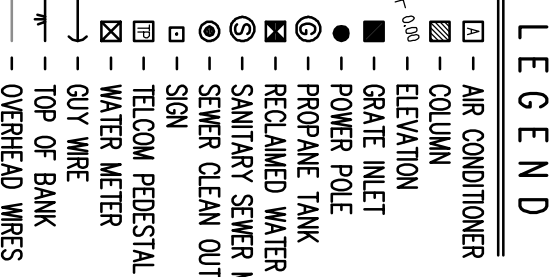 LEGEND
A - AIR CONDITIONER
- COLUMN
0.00 - ELEVATION
- GRATE INLET
- POWER POLE
G - PROPANE TANK
- RECLAIMED WATER
S - SANITARY SEWER
- SEWER CLEAN OUT
- SIGN
TP - TELCOM PEDESTAL
- WATER METER
- GUY WIRE
- TOP OF BANK
- OVERHEAD WIRES